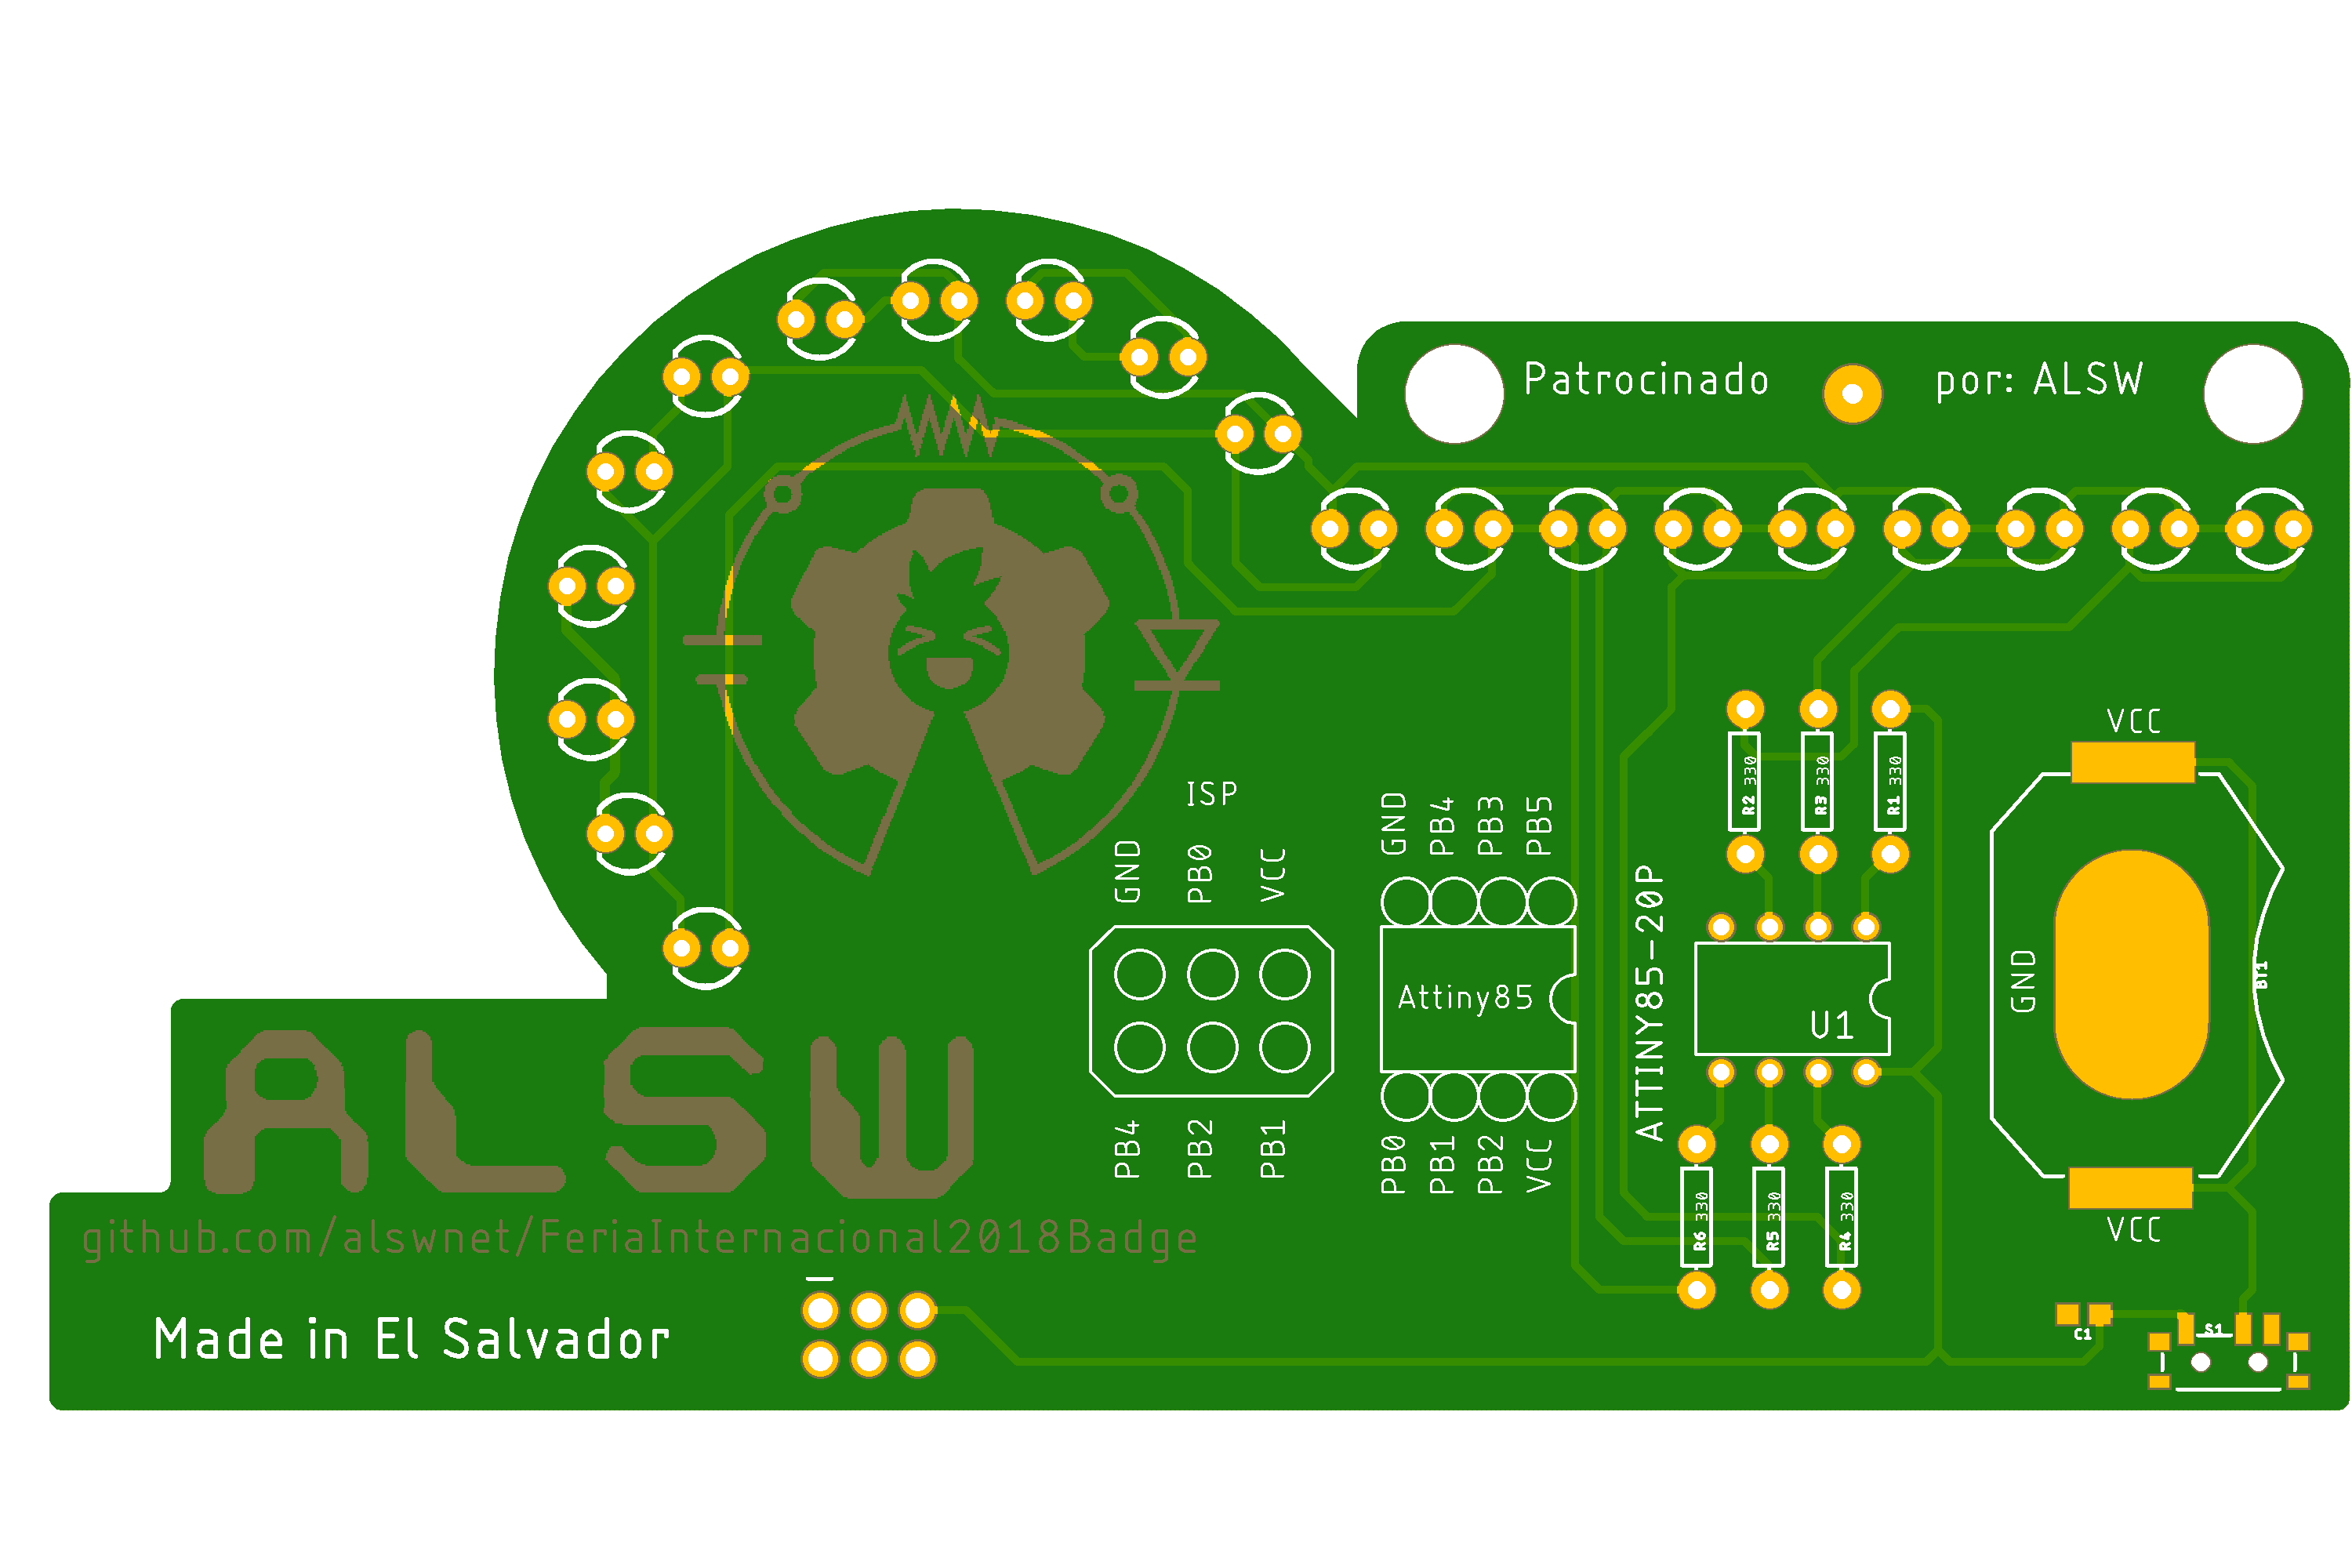 Patrocinado por: ALSW
R2 330
R3 330
R1 330
VCC
ISP
GND PB0 VCC
GND PB4 PB3 PB5
ATTINY85-20P
Attiny85
U1
GND
BT1
ALSW
PB4 PB2 PB1
PB0 PB1 PB2 VCC
R6 330
R5 330
R4 330
VCC
github.com/alswnet/FeriaInternacional2018Badge
Made in El Salvador
C1
S1